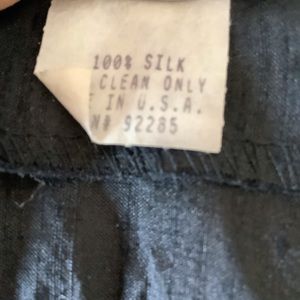 100% SILK
CLEAN ONLY
IN U.S.A.
N# 92285